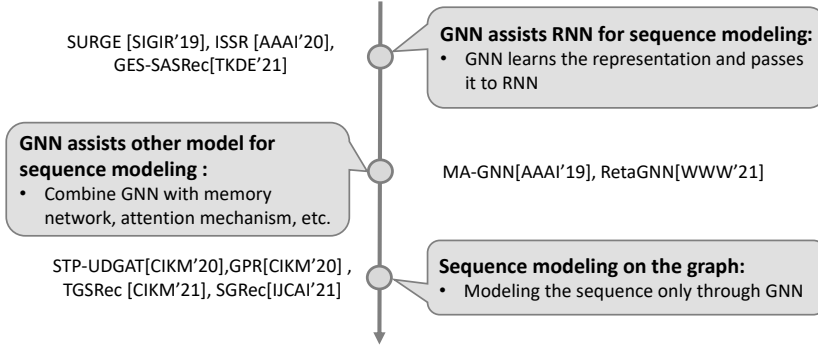 SURGE [SIGIR’19], ISSR [AAAI’20],
GES-SASRec[TKDE’21]
GNN assists RNN for sequence modeling:
• GNN learns the representation and passes
it to RNN
GNN assists other model for
sequence modeling :
• Combine GNN with memory
network, attention mechanism, etc.
MA-GNN[AAAI’19], RetaGNN[WWW’21]
STP-UDGAT[CIKM’20],GPR[CIKM’20] ,
TGSRec [CIKM’21], SGRec[IJCAI’21]
Sequence modeling on the graph:
• Modeling the sequence only through GNN